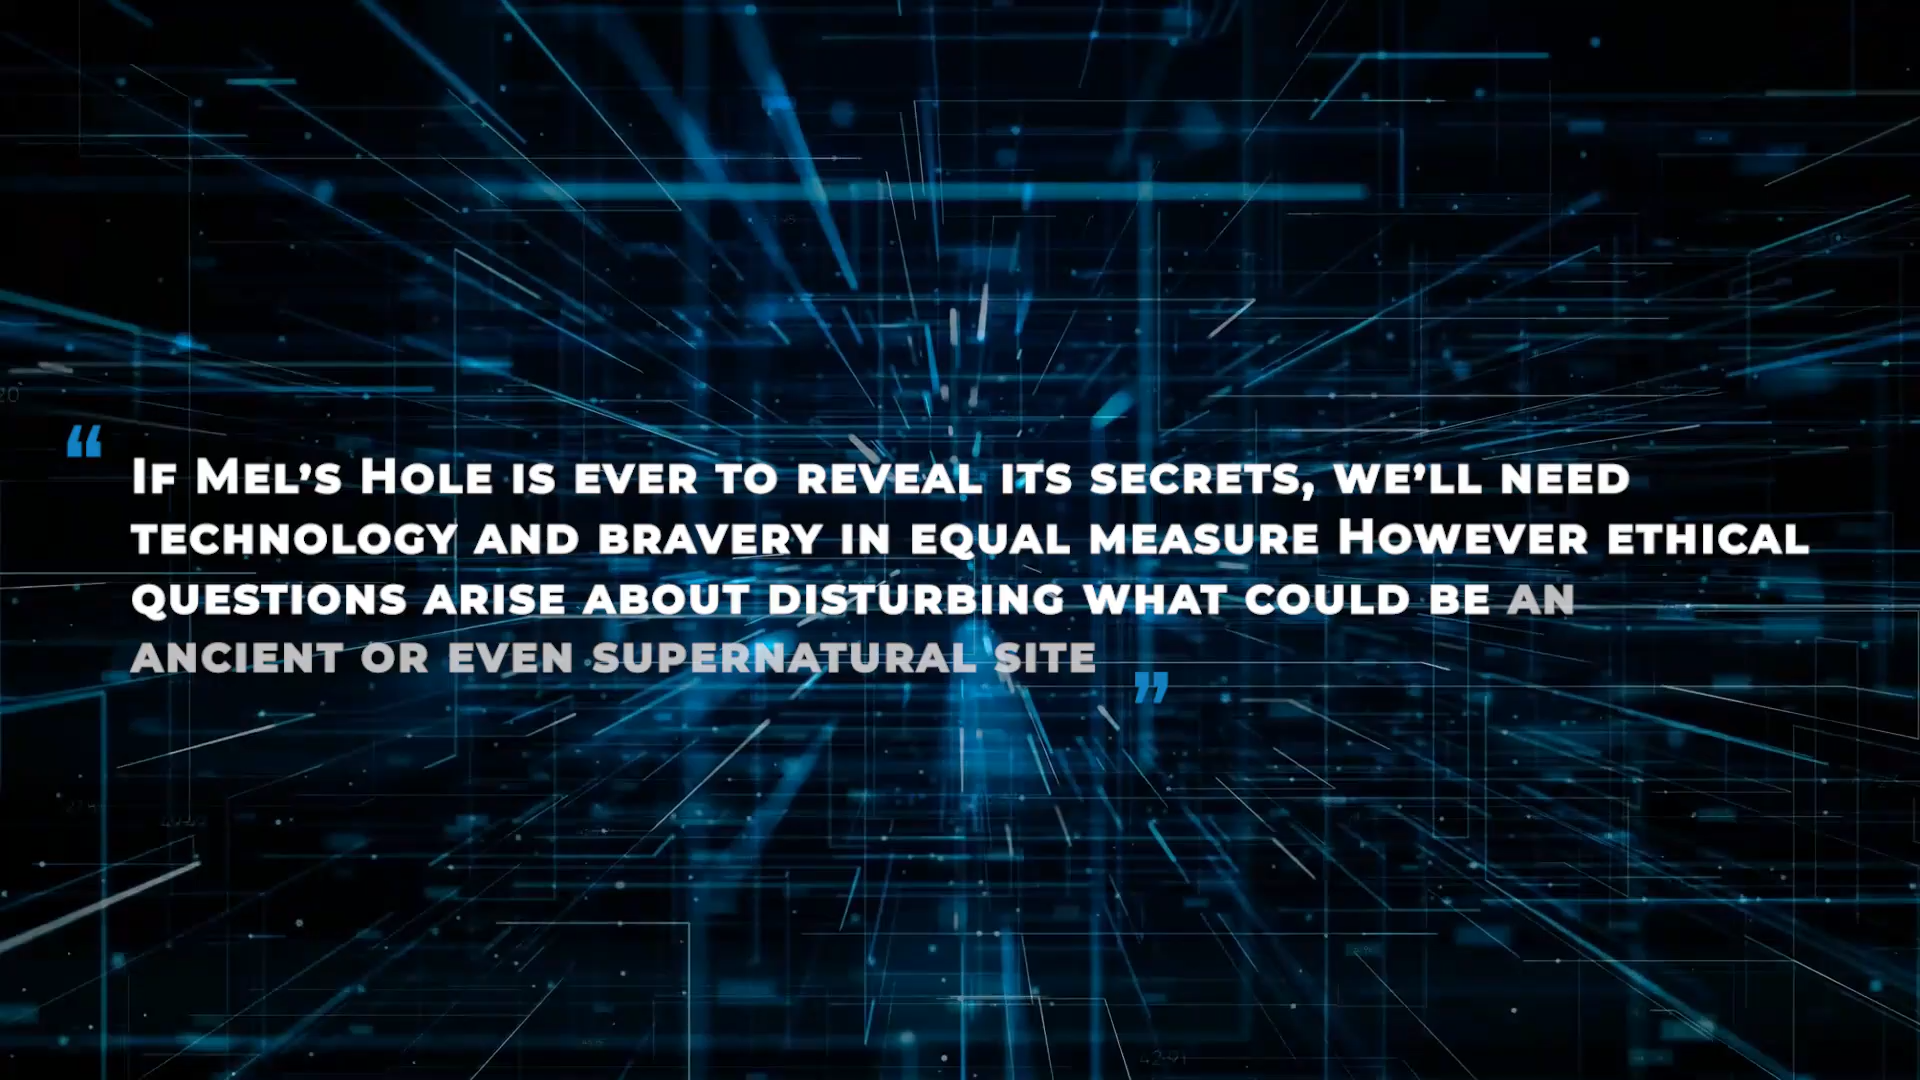 “ If Mel’s Hole is ever to reveal its secrets, we’ll need
technology and bravery in equal measure However ethical
questions arise about disturbing what could be an
ancient or even supernatural site ”